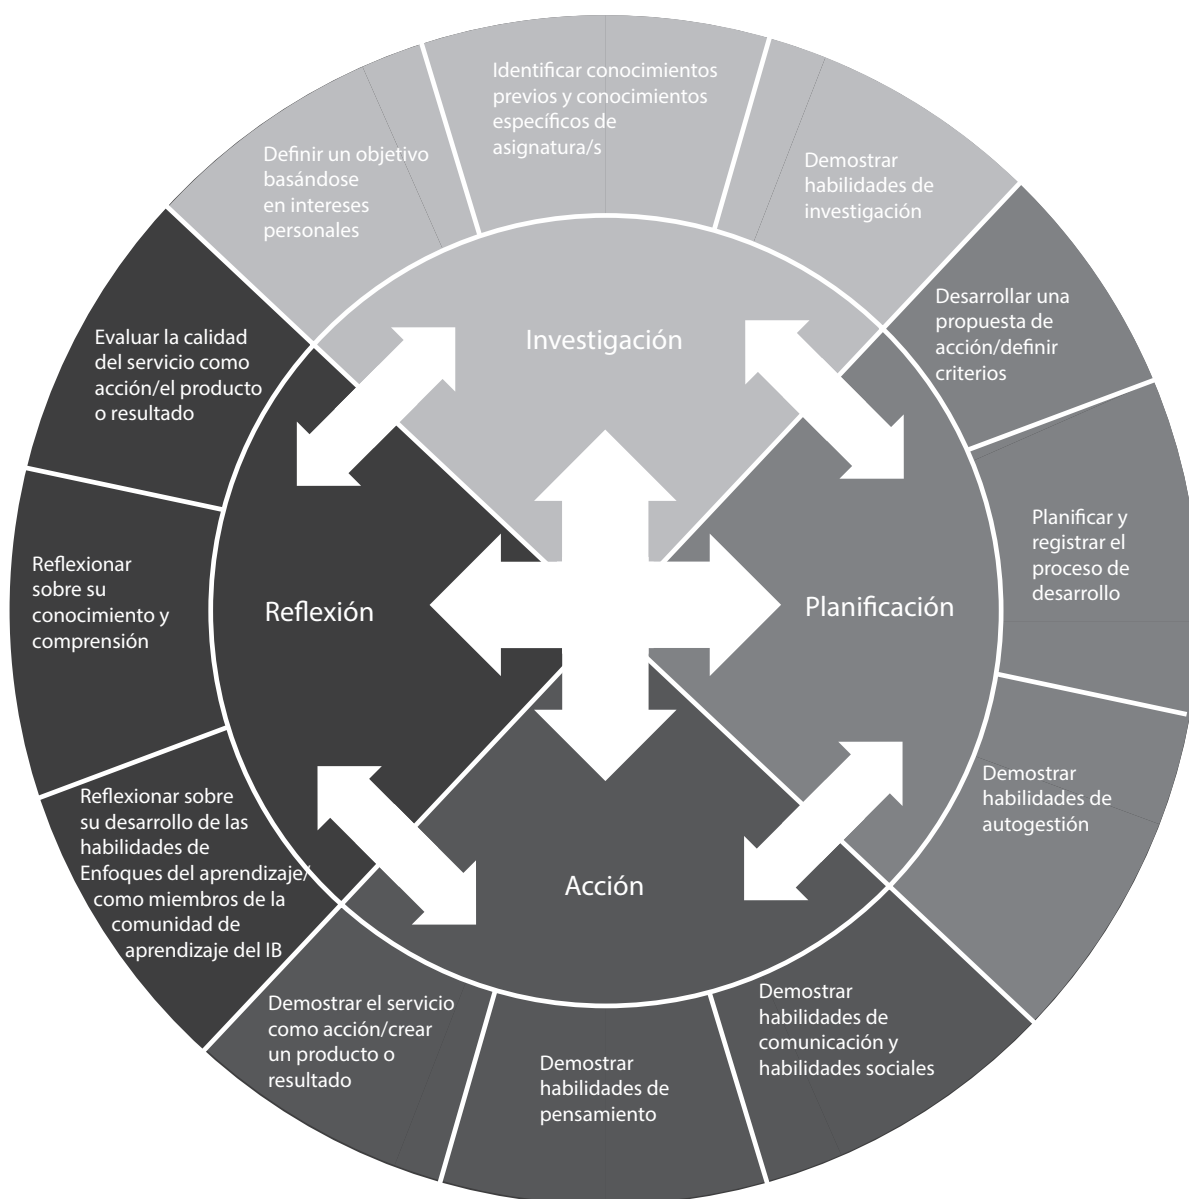 Identificar conocimientos
previos y conocimientos
específicos de
asignatura/s
Definir un objetivo
basándose
en intereses
personales
Demostrar
habilidades de
investigación
Desarrollar una
propuesta de
acción/definir
criterios
Evaluar la calidad
del servicio como
acción/el producto
o resultado
Investigación
Planificar y
registrar el
proceso de
desarrollo
Reflexionar
sobre su
conocimiento y
comprensión
Reflexión
Planificación
Demostrar
habilidades de
autogestión
Reflexionar sobre
su desarrollo de las
habilidades de
Enfoques del aprendizaje/
como miembros de la
comunidad de
aprendizaje del IB
Acción
Demostrar el servicio
como acción/crear
un producto o
resultado
Demostrar
habilidades de
pensamiento
Demostrar
habilidades de
comunicación y
habilidades sociales